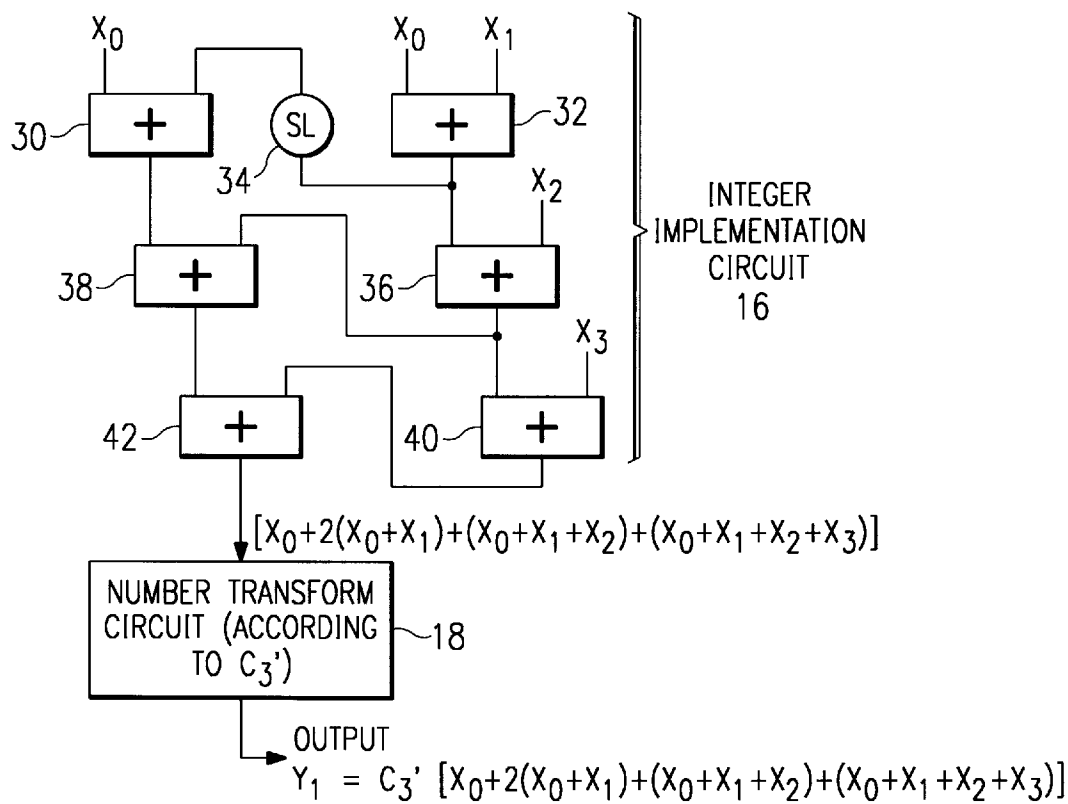 X₀ X₀ X₁
+ SL +
30 34 32
X₂
INTEGER
IMPLEMENTATION
CIRCUIT
16
+ +
38 36
X₃
+ +
42 40
[X₀+2(X₀+X₁)+(X₀+X₁+X₂)+(X₀+X₁+X₂+X₃)]
NUMBER TRANSFORM
CIRCUIT (ACCORDING
TO C₃')
18
OUTPUT
Y₁ = C₃' [X₀+2(X₀+X₁)+(X₀+X₁+X₂)+(X₀+X₁+X₂+X₃)]